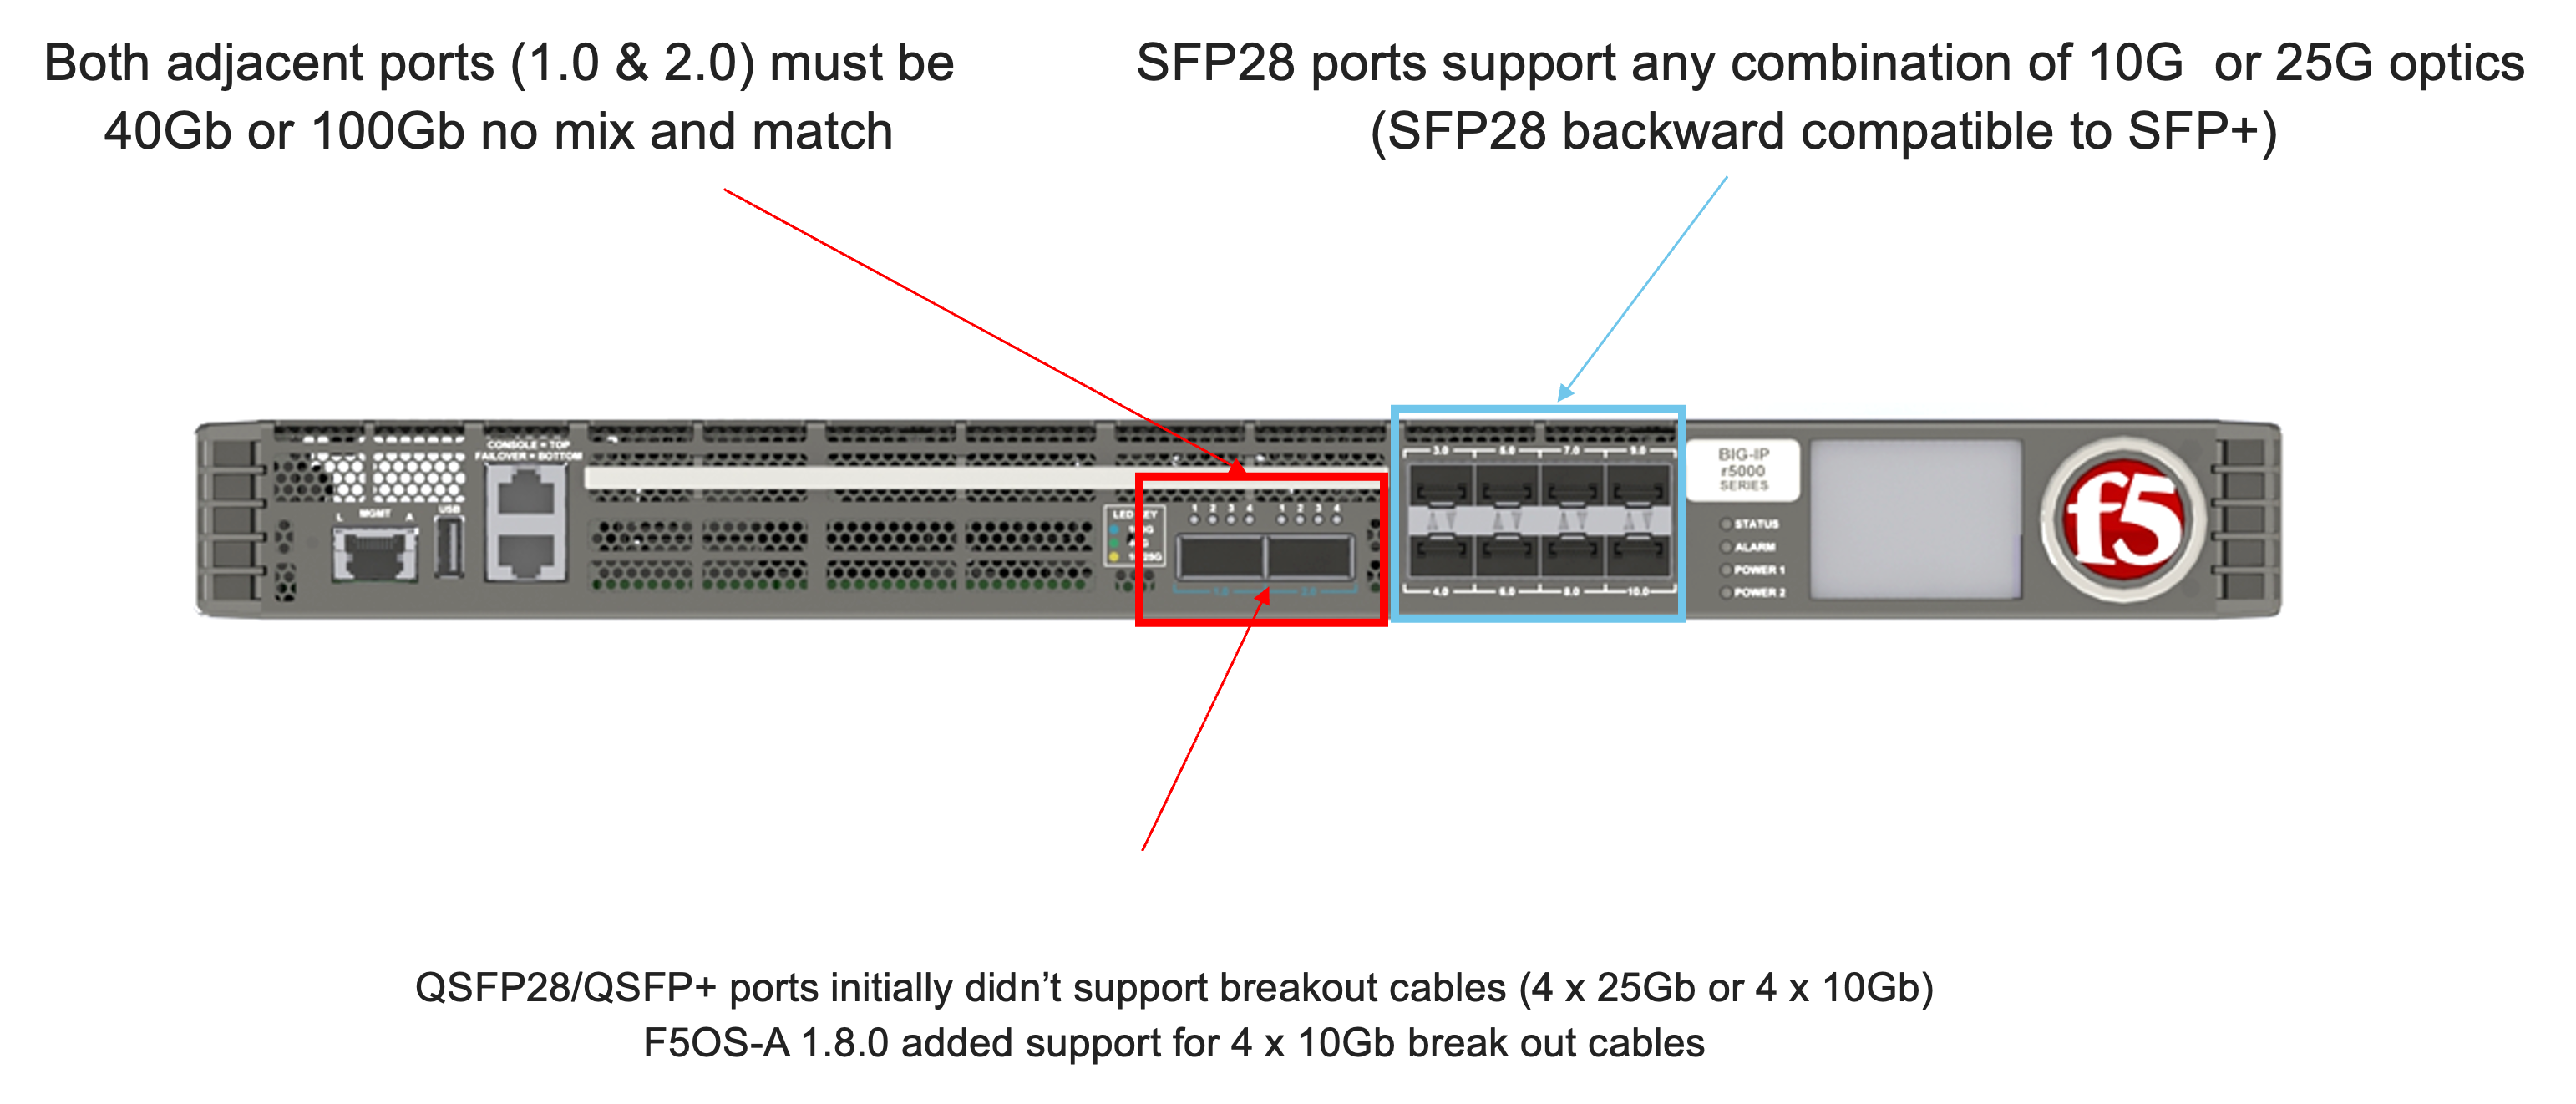 Both adjacent ports (1.0 & 2.0) must be
40Gb or 100Gb no mix and match
SFP28 ports support any combination of 10G  or 25G optics
(SFP28 backward compatible to SFP+)
CONSOLE = TOP
FAILOVER = BOTTOM
L MGMT A
USB
LED KEY
1 2 3 4 1 2 3 4
1.0 2.0
3.0 5.0 7.0 9.0
4.0 6.0 8.0 10.0
BIG-IP
r5000
SERIES
STATUS
ALARM
POWER 1
POWER 2
f5
QSFP28/QSFP+ ports initially didn’t support breakout cables (4 x 25Gb or 4 x 10Gb)
F5OS-A 1.8.0 added support for 4 x 10Gb break out cables